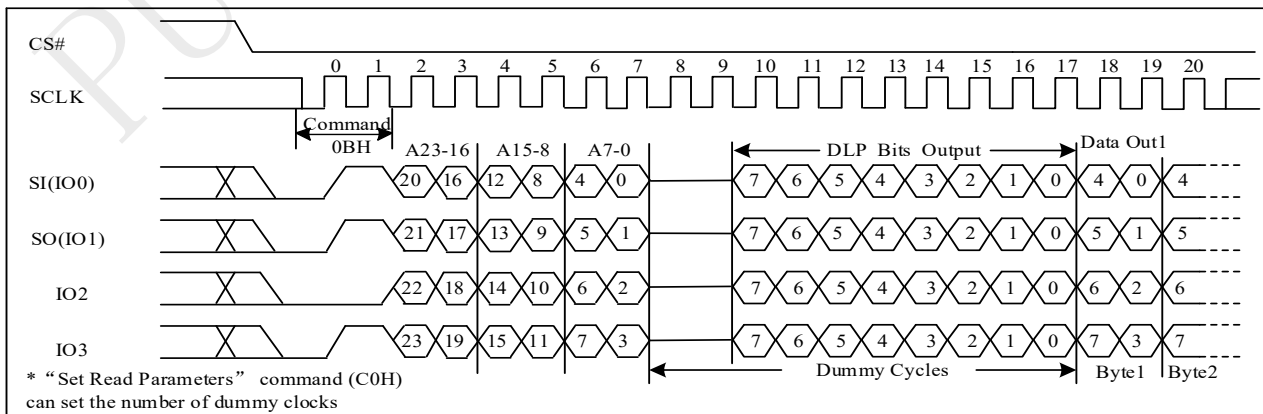 PU
CS#
0 1 2 3 4 5 6 7 8 9 10 11 12 13 14 15 16 17 18 19 20
SCLK
Command
0BH
A23-16 A15-8 A7-0 DLP Bits Output Data Out1
SI(IO0) 20 16 12 8 4 0 7 6 5 4 3 2 1 0 4 0 4
SO(IO1) 21 17 13 9 5 1 7 6 5 4 3 2 1 0 5 1 5
IO2 22 18 14 10 6 2 7 6 5 4 3 2 1 0 6 2 6
IO3 23 19 15 11 7 3 7 6 5 4 3 2 1 0 7 3 7
Dummy Cycles Byte1 Byte2
* “Set Read Parameters” command (C0H)
can set the number of dummy clocks